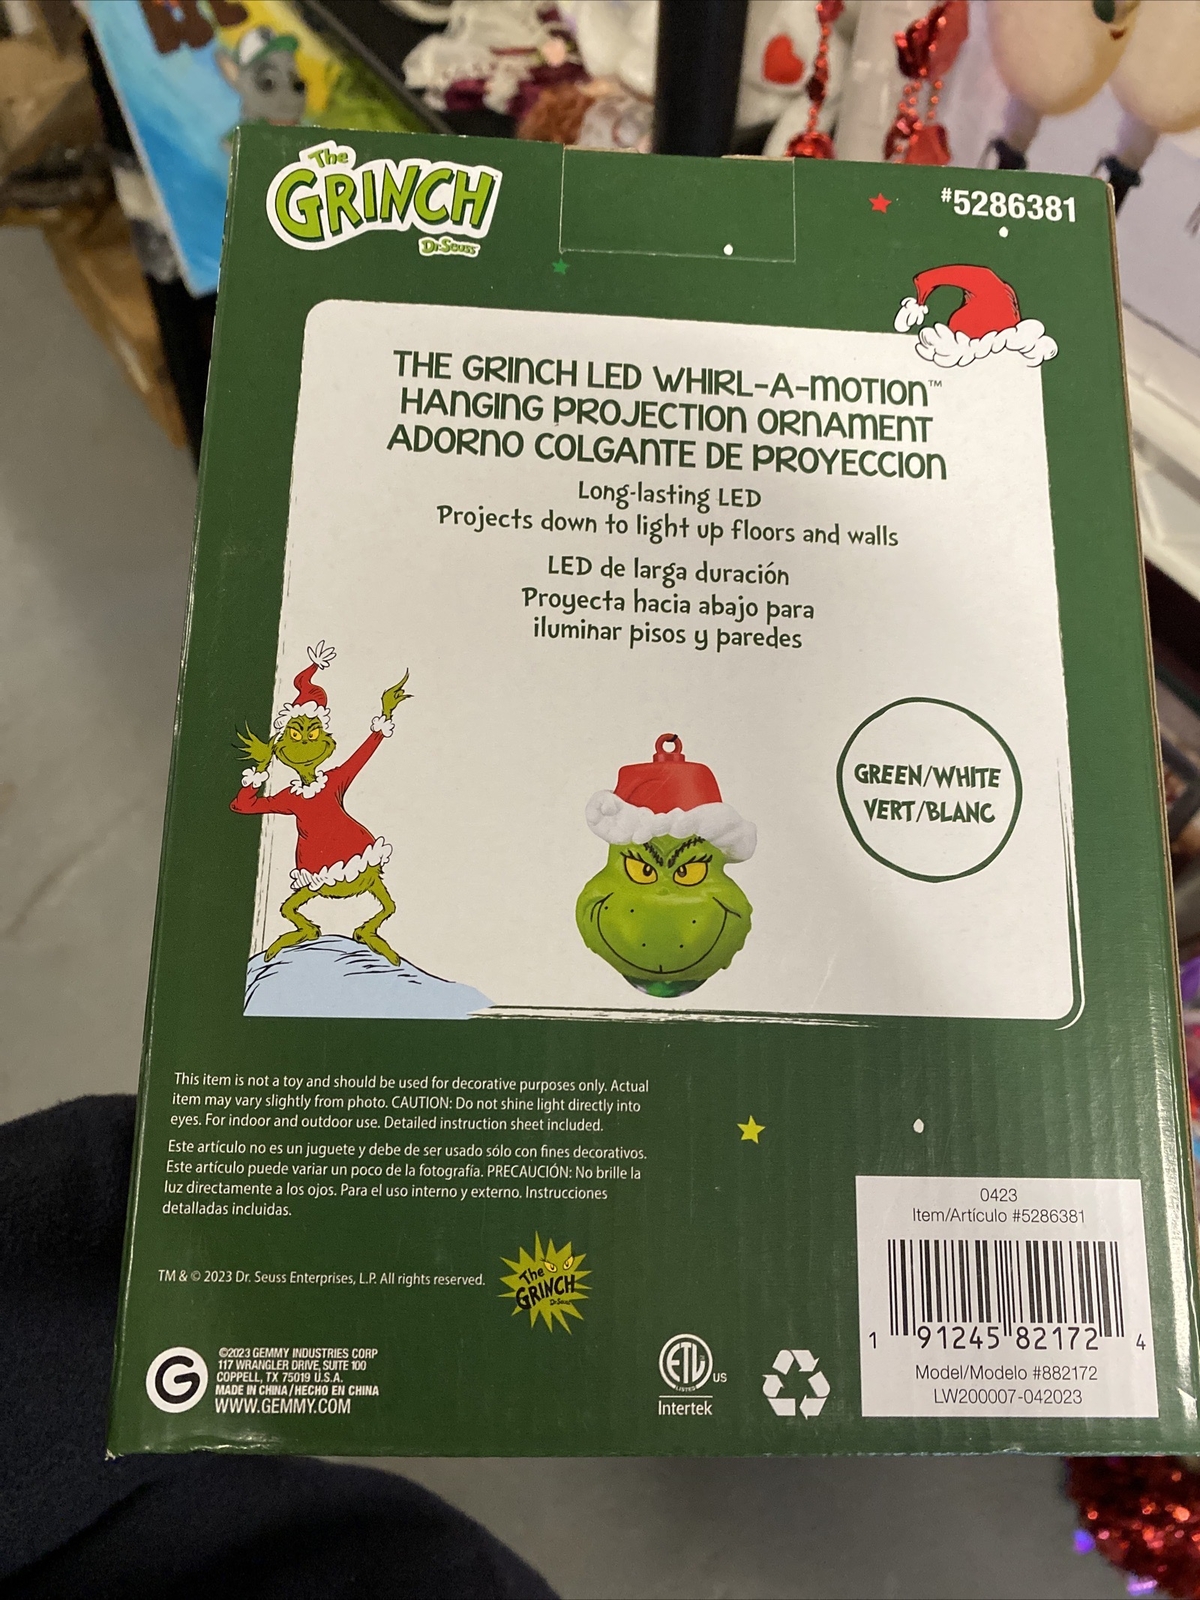 The
GRINCH
Dr. Seuss
#5286381
THE GRINCH LED WHIRL-A-MOTION™
HANGING PROJECTION ORNAMENT
ADORNO COLGANTE DE PROYECCION
Long-lasting LED
Projects down to light up floors and walls
LED de larga duración
Proyecta hacia abajo para
iluminar pisos y paredes
GREEN/WHITE
VERT/BLANC
This item is not a toy and should be used for decorative purposes only. Actual
item may vary slightly from photo. CAUTION: Do not shine light directly into
eyes. For indoor and outdoor use. Detailed instruction sheet included.
Este artículo no es un juguete y debe de ser usado sólo con fines decorativos.
Este artículo puede variar un poco de la fotografía. PRECAUCIÓN: No brille la
luz directamente a los ojos. Para el uso interno y externo. Instrucciones
detalladas incluidas.
TM & © 2023 Dr. Seuss Enterprises, L.P. All rights reserved.
The
GRINCH
Dr. Seuss
G
©2023 GEMMY INDUSTRIES CORP
117 WRANGLER DRIVE, SUITE 100
COPPELL, TX 75019 U.S.A.
MADE IN CHINA/HECHO EN CHINA
WWW.GEMMY.COM
ETL
LISTED
US
Intertek
0423
Item/Artículo #5286381
1 91245 82172 4
Model/Modelo #882172
LW200007-042023